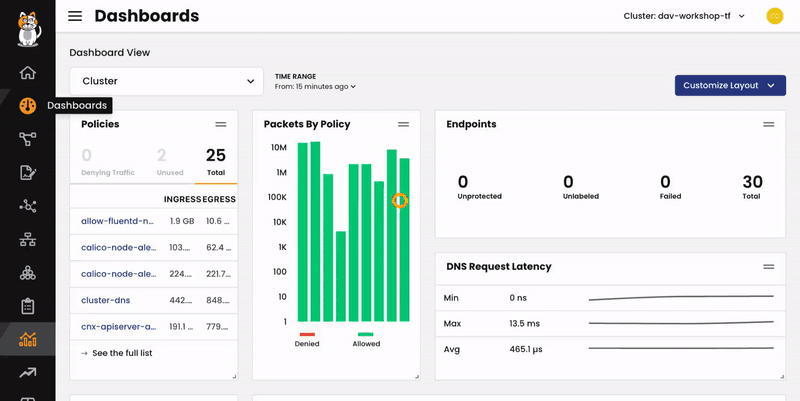 Dashboards
Cluster: dav-workshop-tf
Dashboard View
Cluster
TIME RANGE
From: 15 minutes ago
Customize Layout
Dashboards
Policies
0
Denying Traffic
2
Unused
25
Total
INGRESS EGRESS
allow-fluentd-n... 1.9 GB 10.6 ...
calico-node-ale... 103.... 62.4 ...
calico-node-ale... 224.... 221.7...
cluster-dns 442.... 848....
cnx-apiserver-a... 191.1 ... 779....
→ See the full list
Packets By Policy
10M
1M
100K
10K
1K
100
10
1
Denied
Allowed
Endpoints
0
Unprotected
0
Unlabeled
0
Failed
30
Total
DNS Request Latency
Min 0 ns
Max 13.5 ms
Avg 465.1 µs